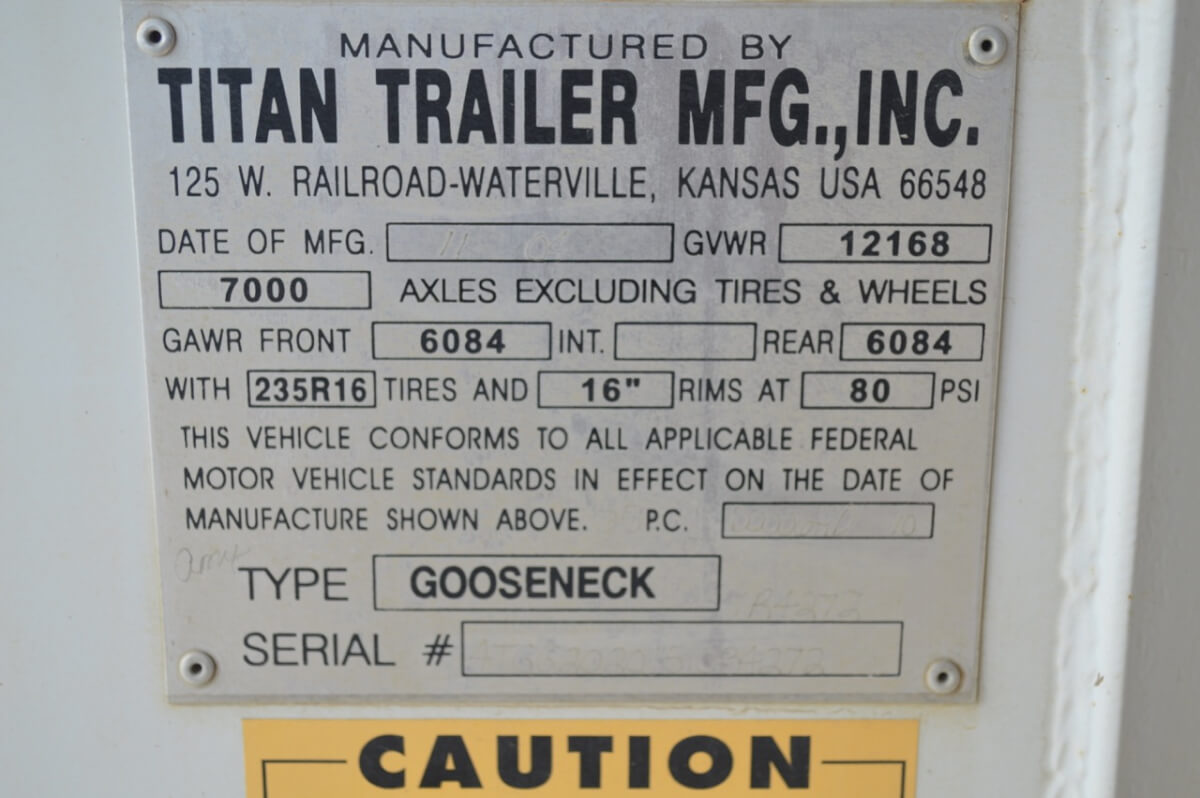 MANUFACTURED BY
TITAN TRAILER MFG.,INC.
125 W. RAILROAD-WATERVILLE, KANSAS USA 66548
DATE OF MFG. 11 GVWR 12168
7000 AXLES EXCLUDING TIRES & WHEELS
GAWR FRONT 6084 INT. REAR 6084
WITH 235R16 TIRES AND 16" RIMS AT 80 PSI
THIS VEHICLE CONFORMS TO ALL APPLICABLE FEDERAL
MOTOR VEHICLE STANDARDS IN EFFECT ON THE DATE OF
MANUFACTURE SHOWN ABOVE. P.C.
TYPE GOOSENECK
SERIAL #
CAUTION